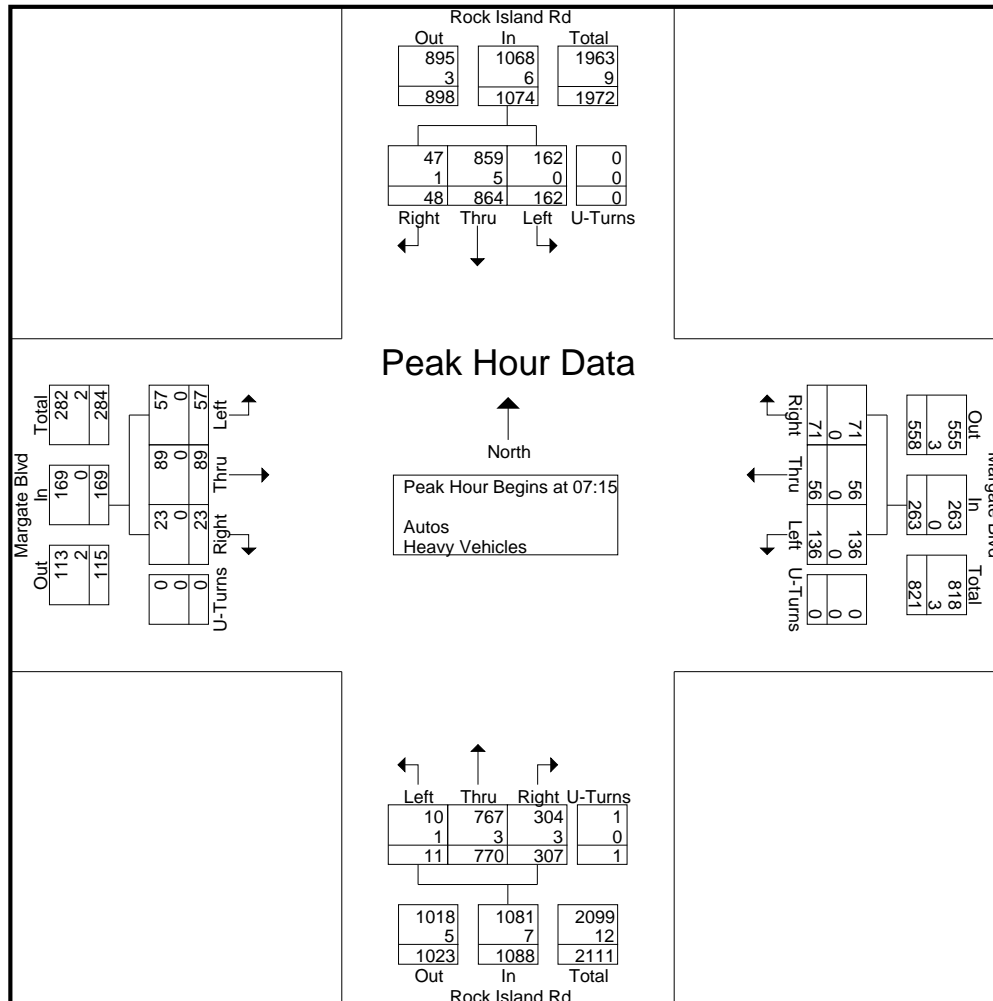 Rock Island Rd
Out In Total
895 1068 1963
3 6 9
898 1074 1972
47 859 162 0
1 5 0 0
48 864 162 0
Right Thru Left U-Turns
Peak Hour Data
North
Peak Hour Begins at 07:15
Autos
Heavy Vehicles
Margate Blvd
Out In Total
113 169 282
2 0 2
115 169 284
U-Turns Right Thru Left
0 23 89 57
0 0 0 0
0 23 89 57
Margate Blvd
Out In Total
555 263 818
3 0 3
558 263 821
71 56 136 0
0 0 0 0
71 56 136 0
Right Thru Left U-Turns
Left Thru Right U-Turns
10 767 304 1
1 3 3 0
11 770 307 1
1018 1081 2099
5 7 12
1023 1088 2111
Out In Total
Rock Island Rd